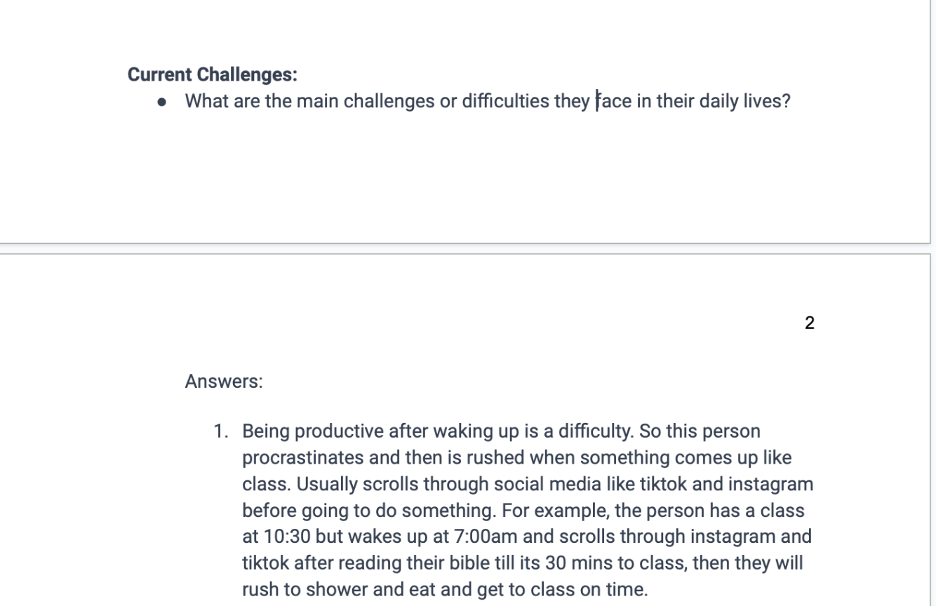 Current Challenges:
● What are the main challenges or difficulties they face in their daily lives?
2
Answers:
1. Being productive after waking up is a difficulty. So this person
procrastinates and then is rushed when something comes up like
class. Usually scrolls through social media like tiktok and instagram
before going to do something. For example, the person has a class
at 10:30 but wakes up at 7:00am and scrolls through instagram and
tiktok after reading their bible till its 30 mins to class, then they will
rush to shower and eat and get to class on time.